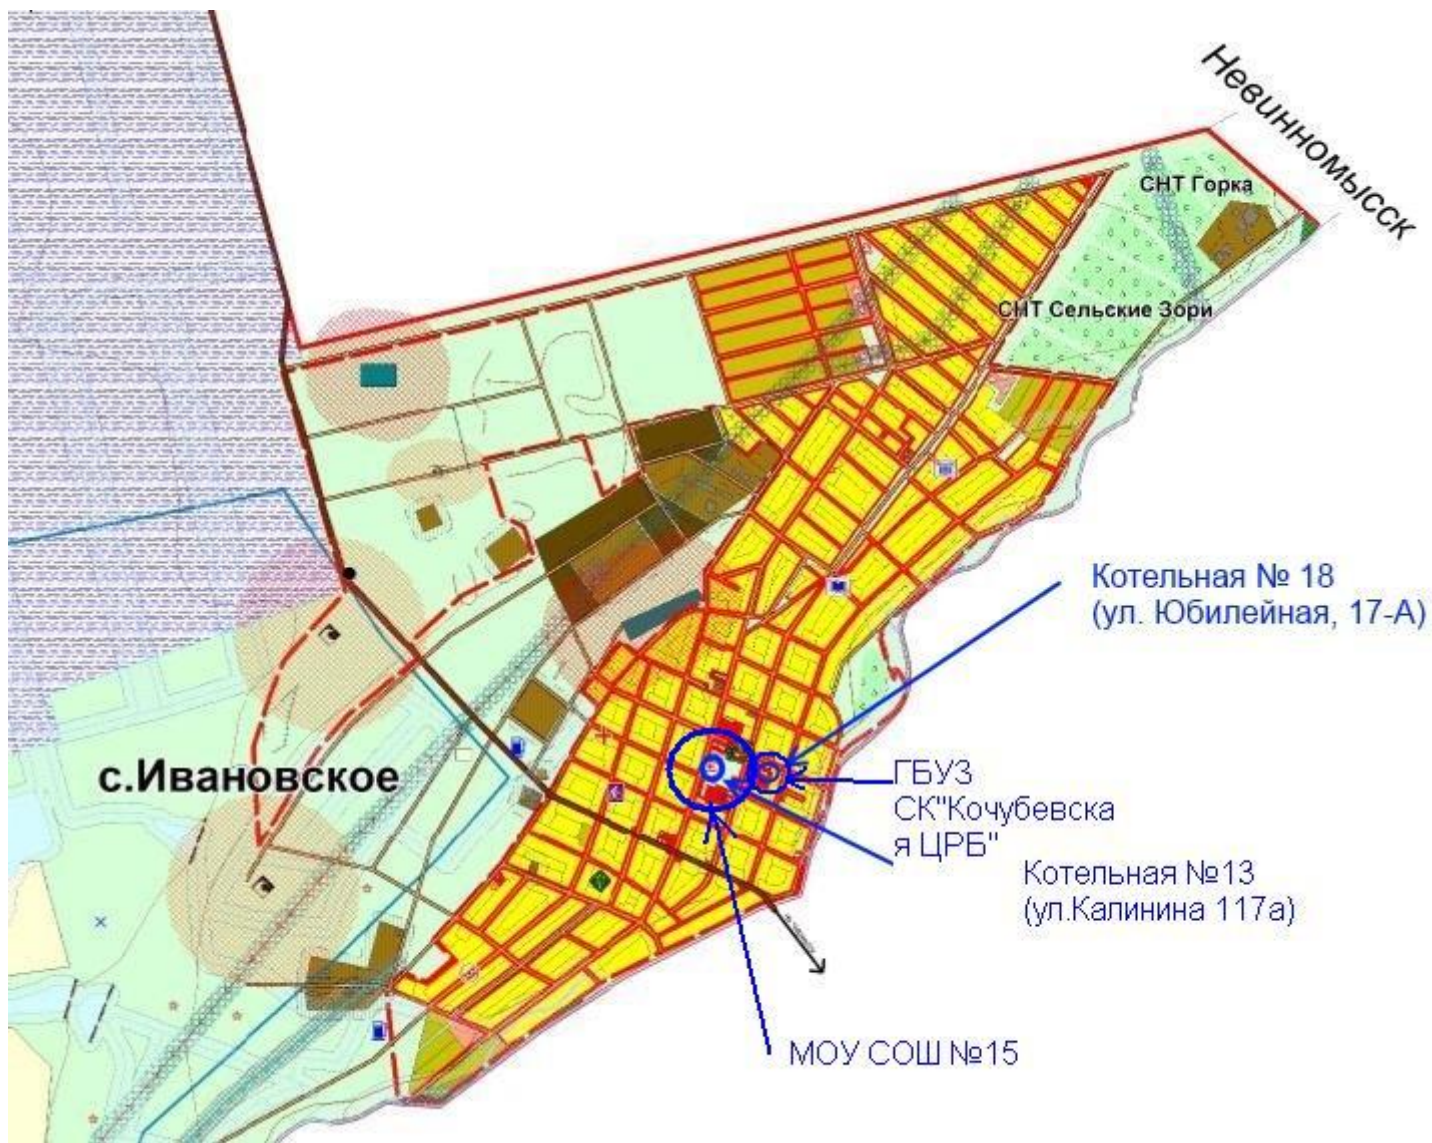 Невинномысск
СНТ Горка
СНТ Сельские Зори
Котельная № 18
(ул. Юбилейная, 17-А)
с.Ивановское
ГБУЗ
СК"Кочубевска
я ЦРБ"
Котельная №13
(ул.Калинина 117а)
МОУ СОШ №15